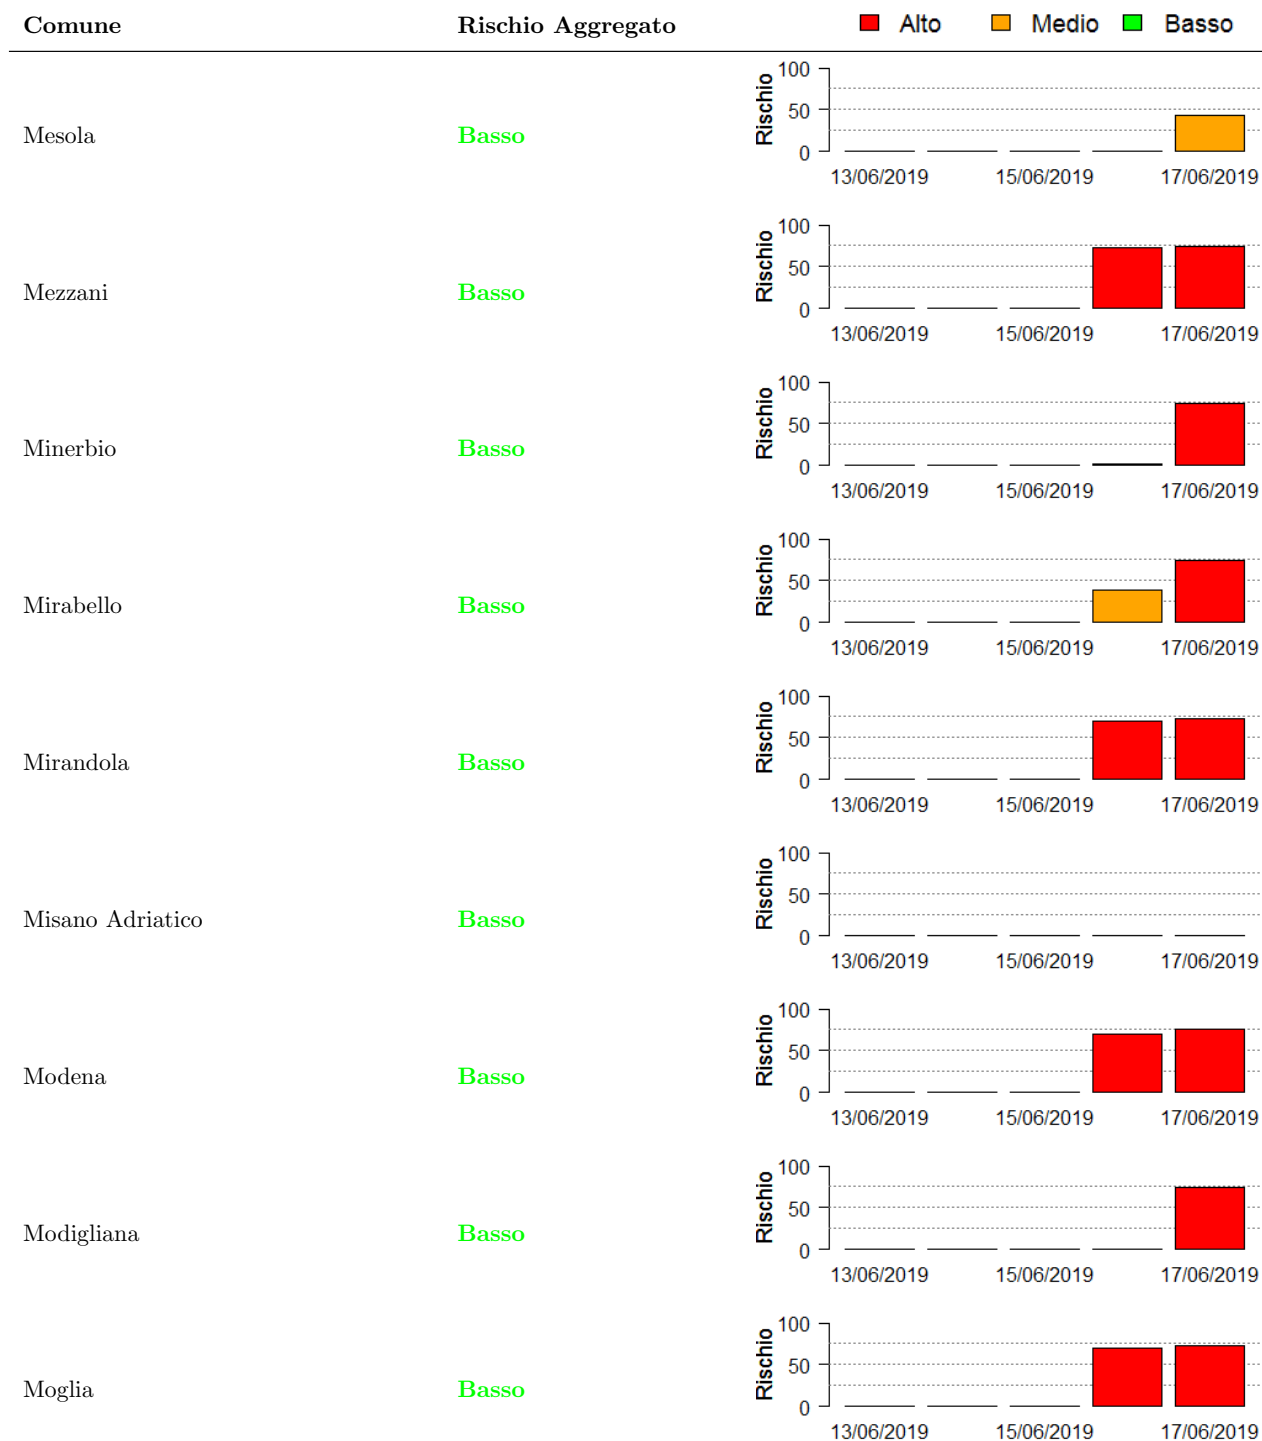 Comune Rischio Aggregato Alto Medio Basso
100
50
0
Rischio
Mesola Basso
13/06/2019 15/06/2019 17/06/2019
100
50
0
Rischio
Mezzani Basso
13/06/2019 15/06/2019 17/06/2019
100
50
0
Rischio
Minerbio Basso
13/06/2019 15/06/2019 17/06/2019
100
50
0
Rischio
Mirabello Basso
13/06/2019 15/06/2019 17/06/2019
100
50
0
Rischio
Mirandola Basso
13/06/2019 15/06/2019 17/06/2019
100
50
0
Rischio
Misano Adriatico Basso
13/06/2019 15/06/2019 17/06/2019
100
50
0
Rischio
Modena Basso
13/06/2019 15/06/2019 17/06/2019
100
50
0
Rischio
Modigliana Basso
13/06/2019 15/06/2019 17/06/2019
100
50
0
Rischio
Moglia Basso
13/06/2019 15/06/2019 17/06/2019